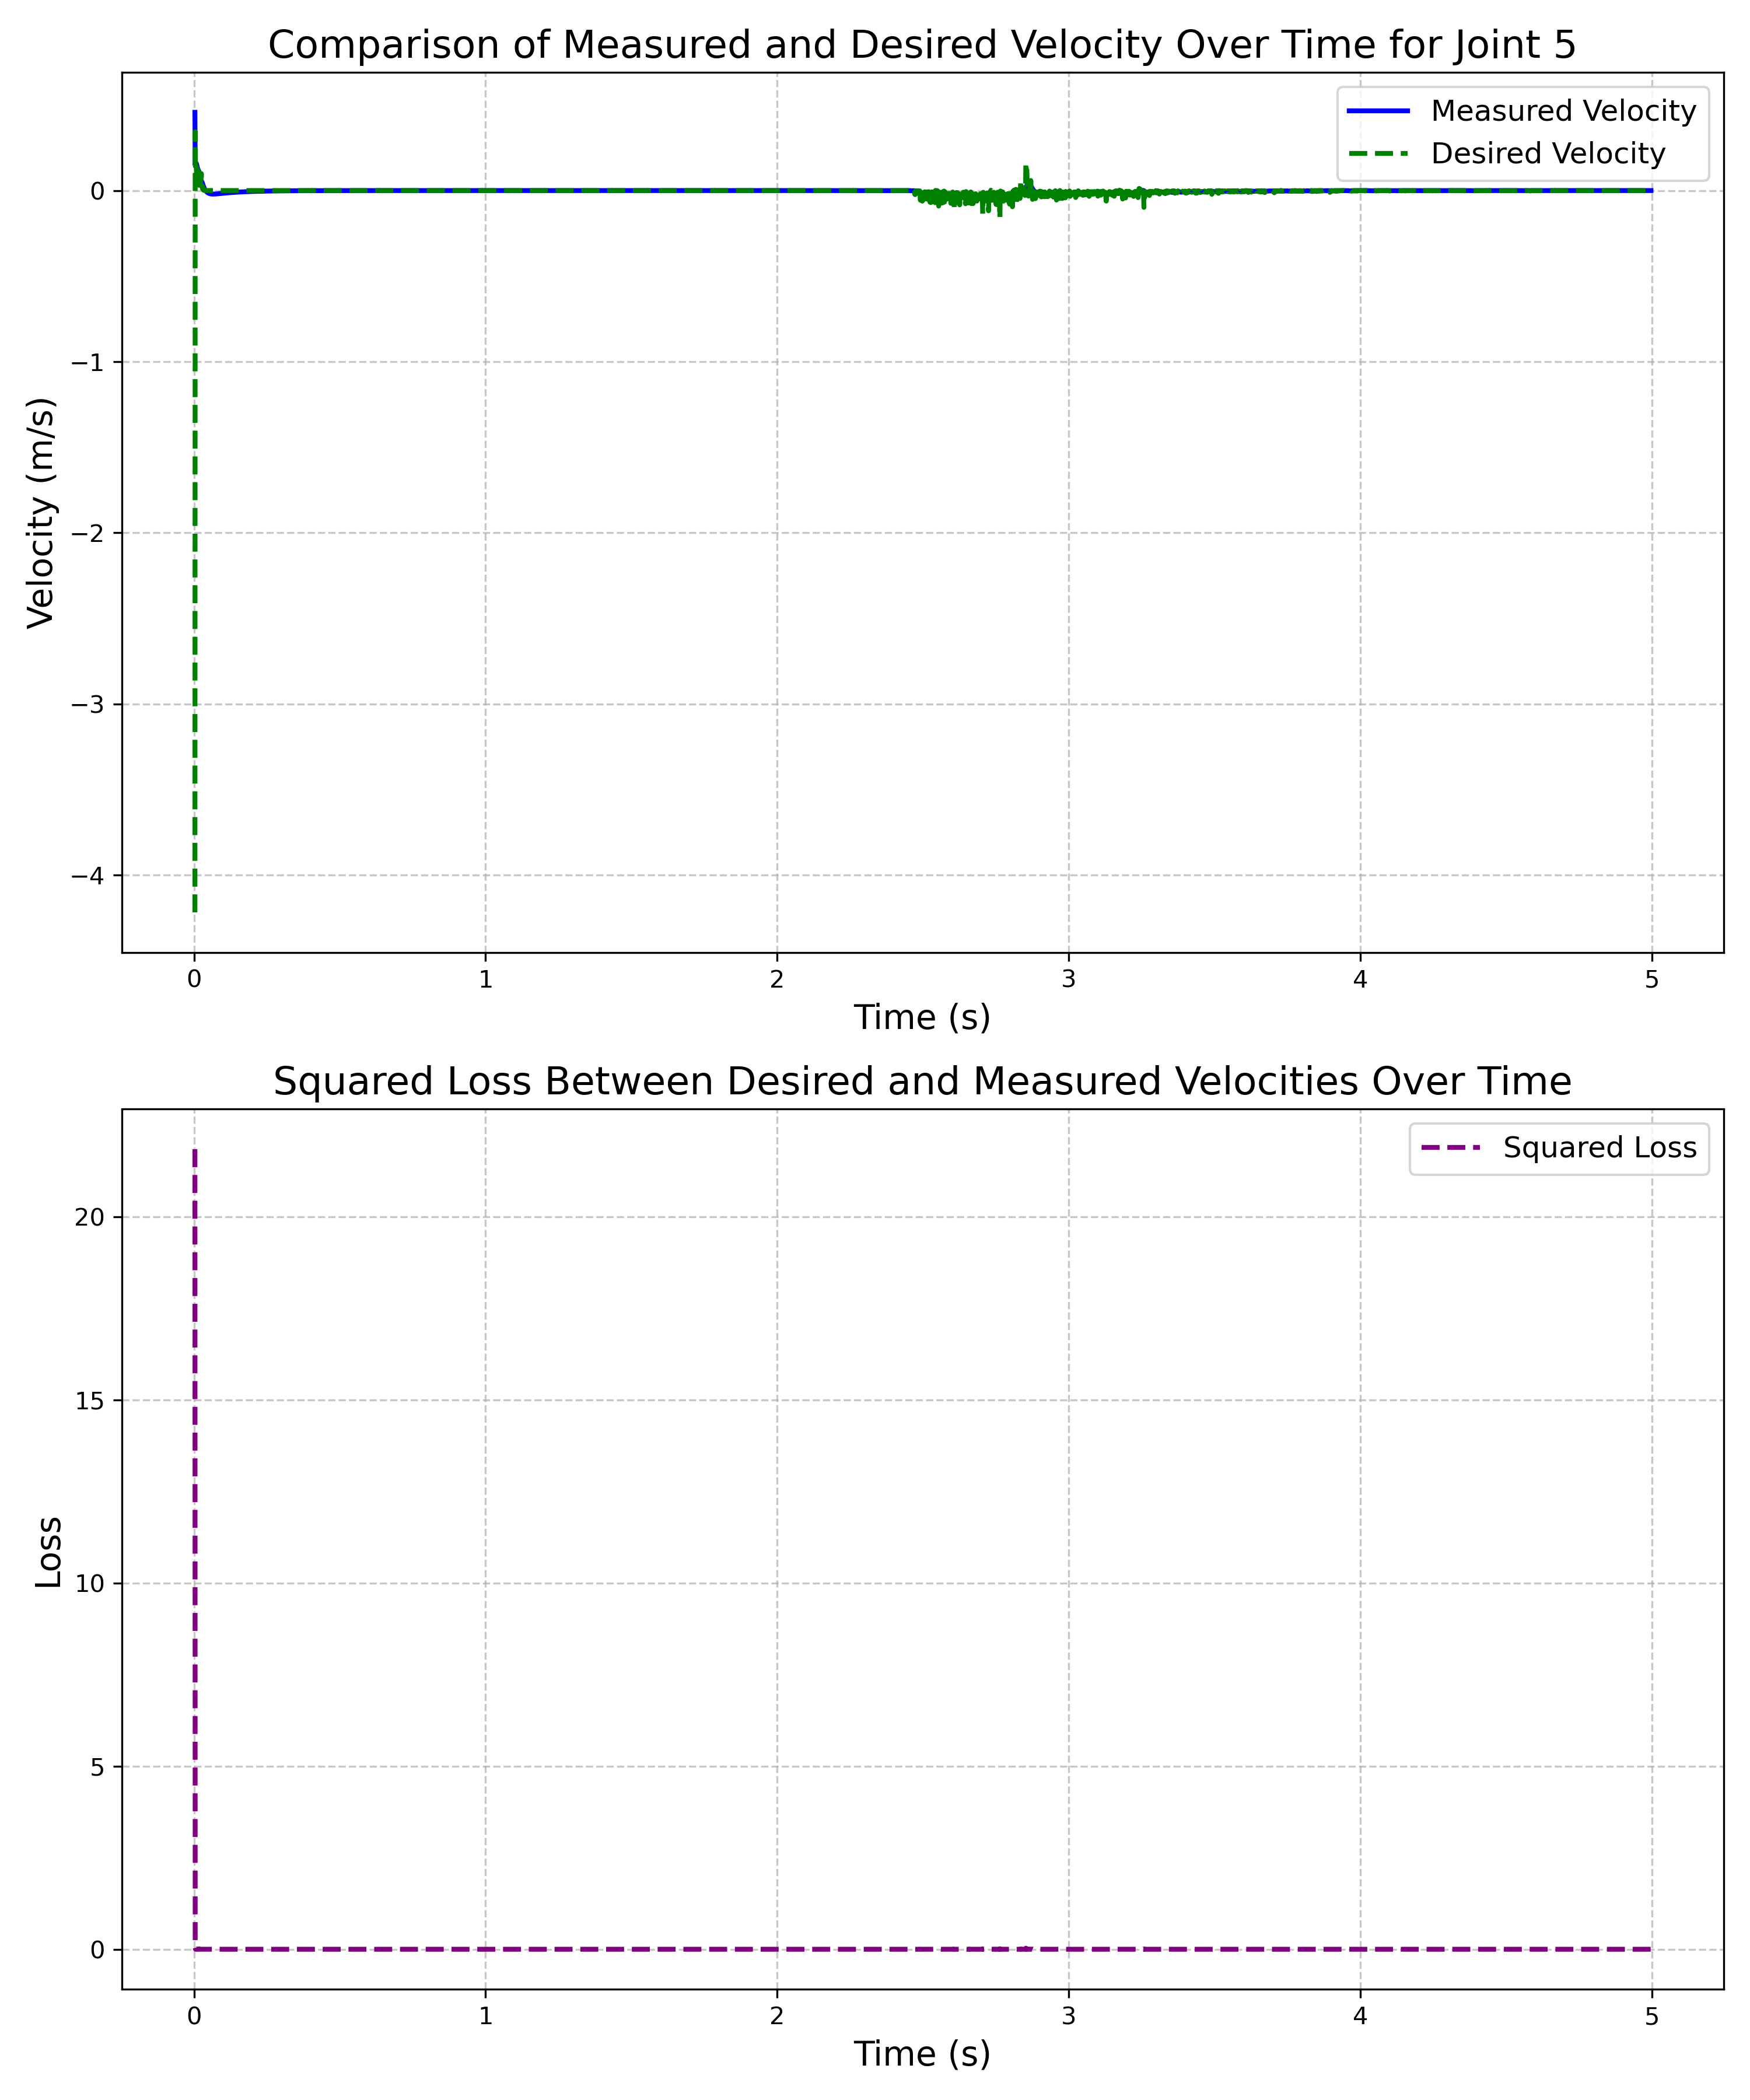 Comparison of Measured and Desired Velocity Over Time for Joint 5
Measured Velocity
Desired Velocity
0
−1
−2
−3
−4
Velocity (m/s)
0 1 2 3 4 5
Time (s)
Squared Loss Between Desired and Measured Velocities Over Time
Squared Loss
20
15
10
5
0
Loss
0 1 2 3 4 5
Time (s)